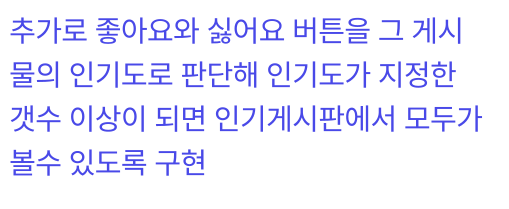 추가로 좋아요와 싫어요 버튼을 그 게시
물의 인기도로 판단해 인기도가 지정한
갯수 이상이 되면 인기게시판에서 모두가
볼수 있도록 구현